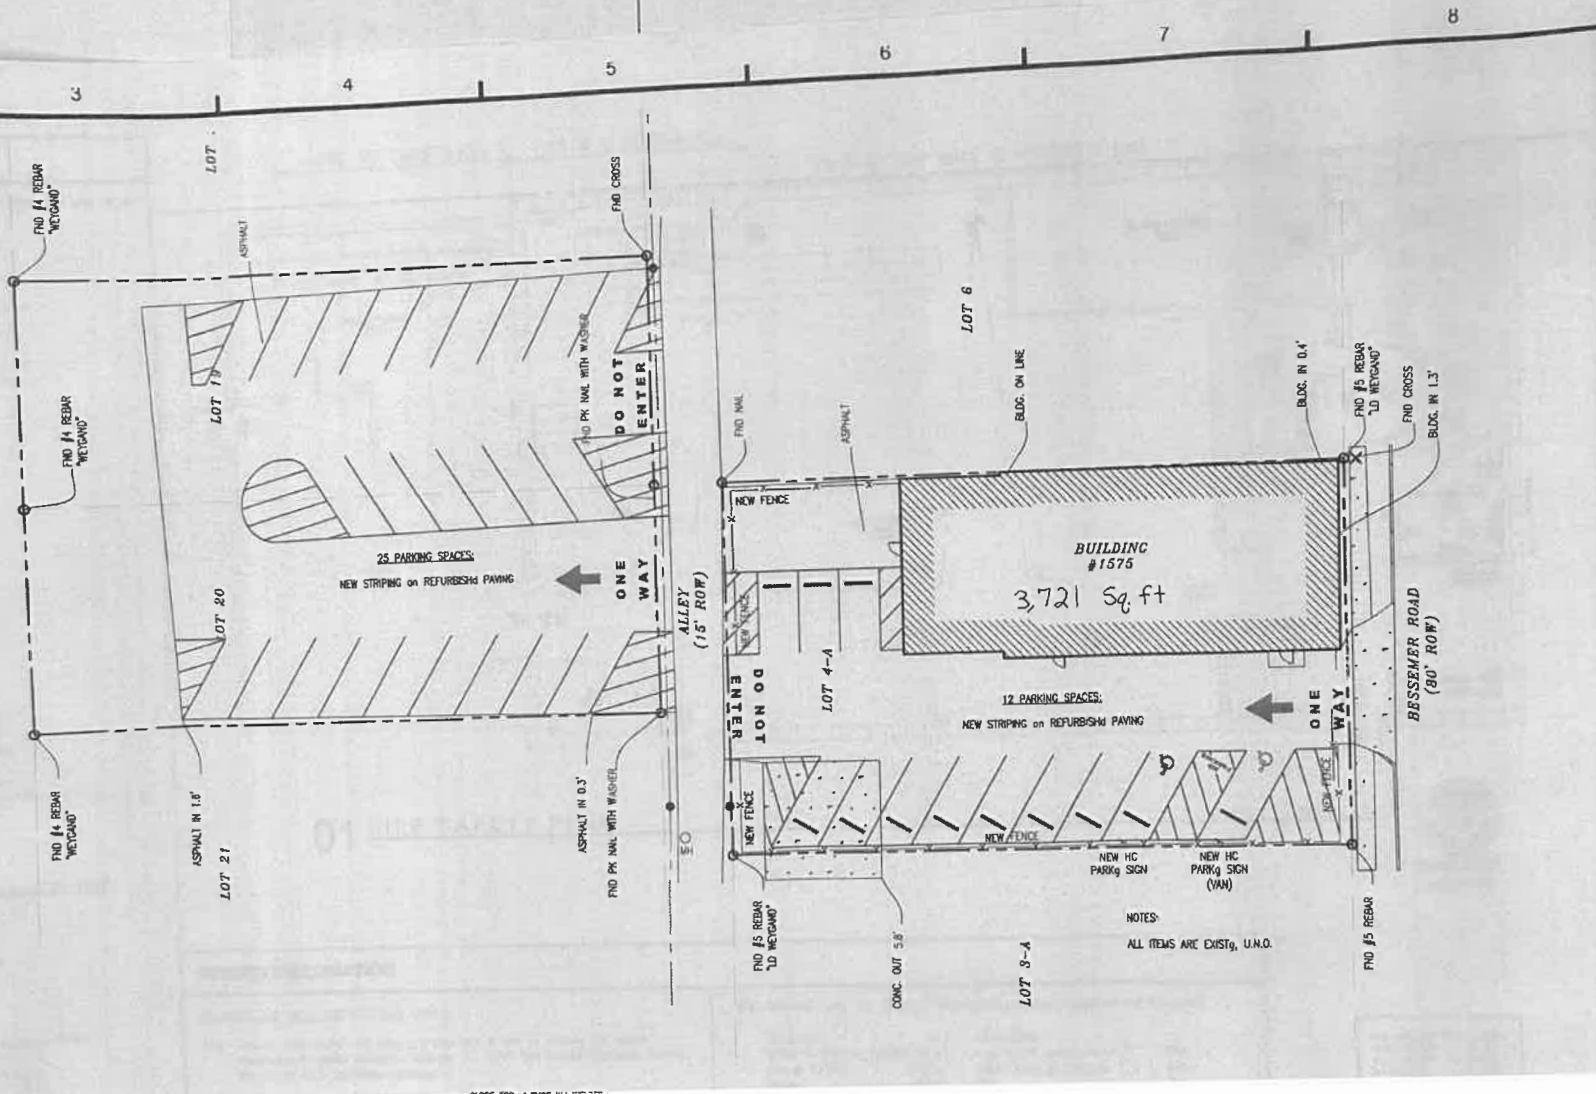 3
4
5
6
7
8
FND #4 REBAR
"WEYGAND"
LOT
ASPHALT
FND CROSS
FND #4 REBAR
"WEYGAND"
LOT 19
FND PK NAIL WITH WASHER
DO NOT
ENTER
25 PARKING SPACES:
NEW STRIPING on REFURBISHd PAVING
ONE
WAY
OT 20
ALLEY
(15' ROW)
FND #4 REBAR
"WEYGAND"
ASPHALT IN 1.8'
LOT 21
ASPHALT IN 0.3'
FND PK NAIL WITH WASHER
FND NAIL
ASPHALT
LOT 6
BLDG. ON LINE
BLDG. IN 0.4'
FND #5 REBAR
"LD WEYGAND"
FND CROSS
BLDG. IN 1.3'
NEW FENCE
BUILDING
#1575
3,721 Sq. ft
NEW FENCE
DO NOT
ENTER
LOT 4-A
12 PARKING SPACES:
NEW STRIPING on REFURBISHd PAVING
ONE
WAY
BESSEMER ROAD
(80' ROW)
NEW FENCE
NEW FENCE
NEW FENCE
NEW HC
PARKg SIGN
NEW HC
PARKg SIGN
(VAN)
FND #5 REBAR
"LD WEYGAND"
CONC. OUT 5.8'
LOT 3-A
NOTES:
ALL ITEMS ARE EXISTg, U.N.O.
FND #5 REBAR